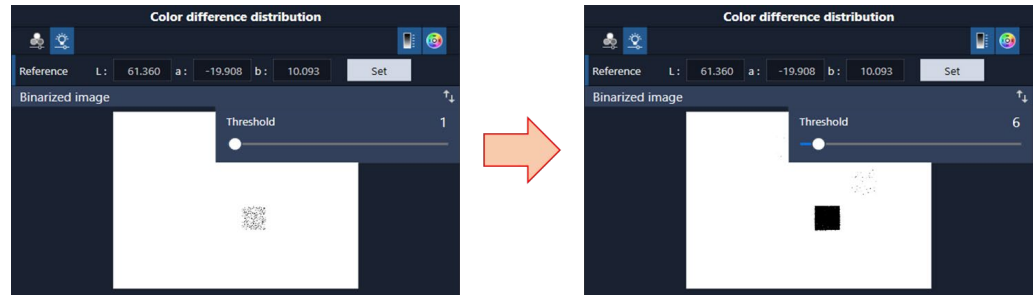 Color difference distribution
Reference L: 61.360 a: -19.908 b: 10.093 Set
Binarized image
Threshold 1
Color difference distribution
Reference L: 61.360 a: -19.908 b: 10.093 Set
Binarized image
Threshold 6